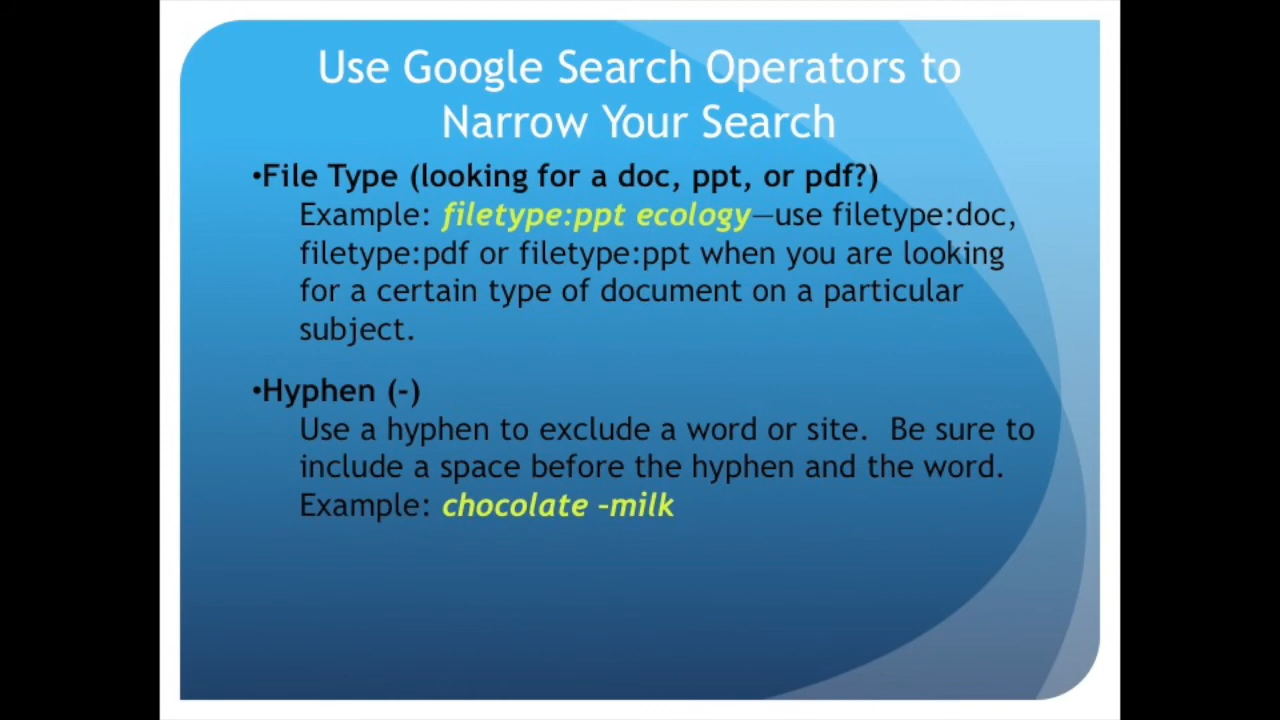 Use Google Search Operators to
Narrow Your Search
•File Type (looking for a doc, ppt, or pdf?)
Example: filetype:ppt ecology—use filetype:doc,
filetype:pdf or filetype:ppt when you are looking
for a certain type of document on a particular
subject.
•Hyphen (-)
Use a hyphen to exclude a word or site.  Be sure to
include a space before the hyphen and the word.
Example: chocolate -milk